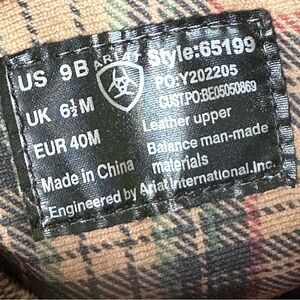 US 9B
UK 6½M
EUR 40M
ARIAT
Style:65199
PO:Y202205
CUST.PO:BE05050869
Leather upper
Balance man-made
materials
Made in China
Engineered by Ariat International.Inc.